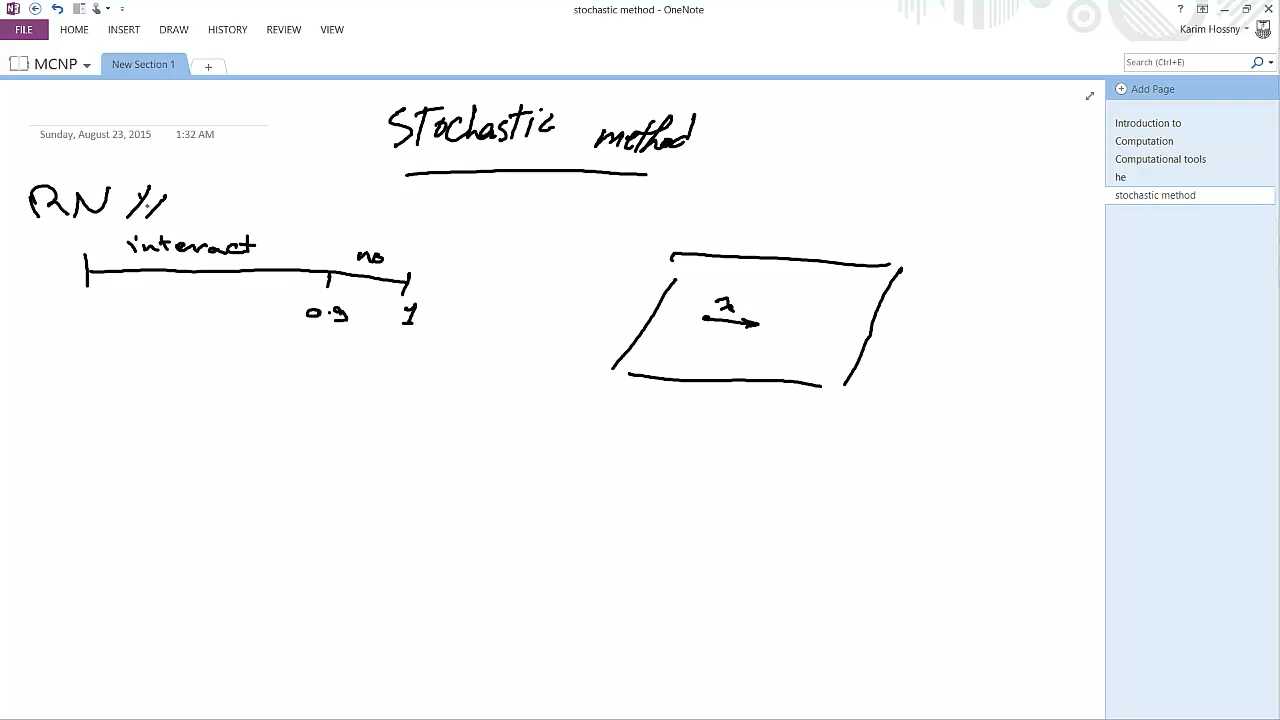 stochastic method - OneNote
Karim Hossny
FILE HOME INSERT DRAW HISTORY REVIEW VIEW
MCNP New Section 1
Search (Ctrl+E)
Add Page
Introduction to
Computation
Computational tools
he
stochastic method
Sunday, August 23, 2015 1:32 AM
Stochastic method
RN
interact no
0.9 1